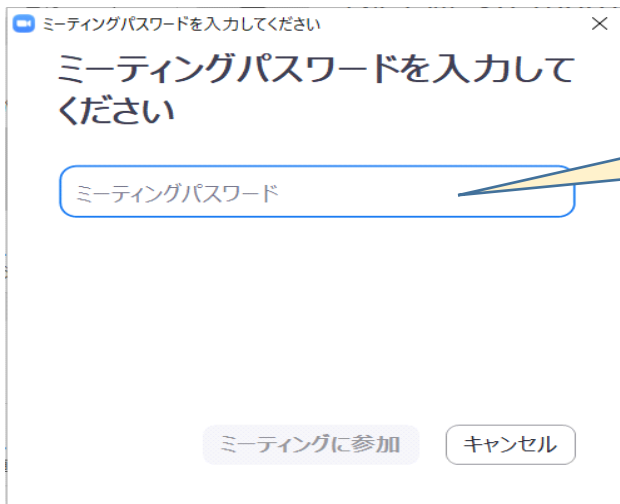 ミーティングパスワードを入力してください
ミーティングパスワードを入力して
ください
ミーティングパスワード
ミーティングに参加
キャンセル